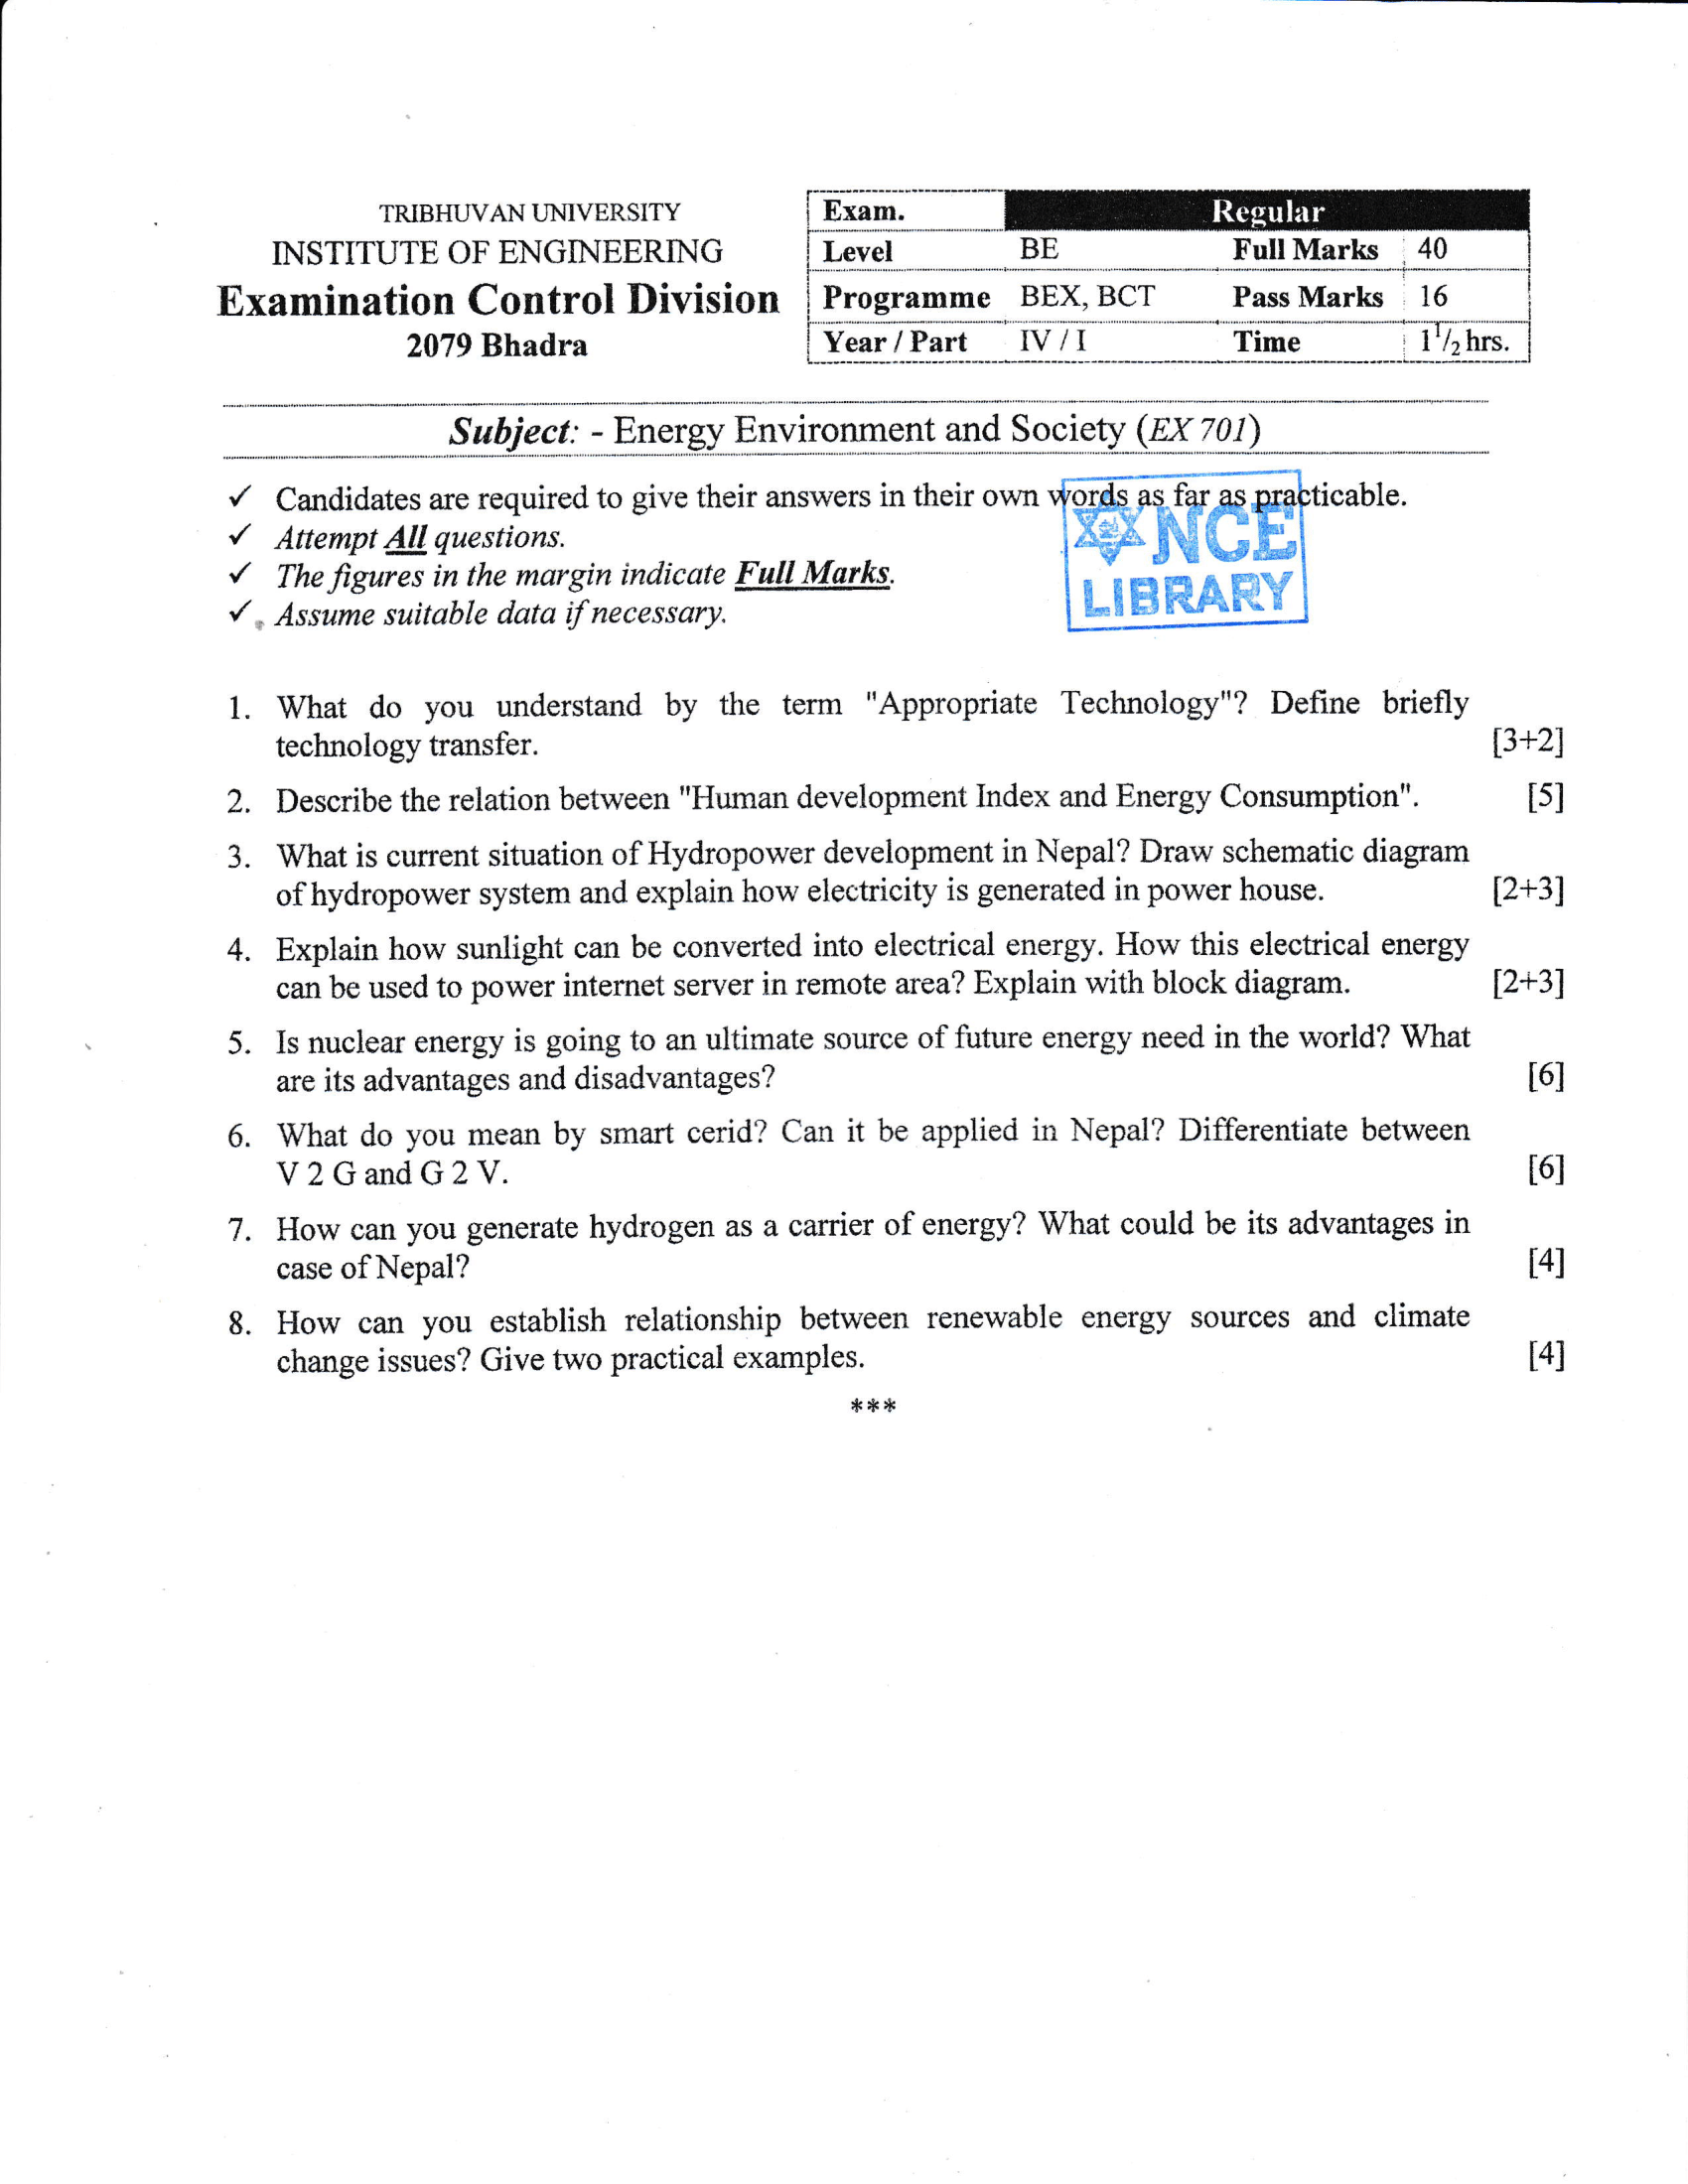 TRIBHUVAN UNIVERSITY
INSTITUTE OF ENGINEERING
Examination Control Division
2079 Bhadra
Exam. Regular
Level BE Full Marks 40
Programme BEX, BCT Pass Marks 16
Year / Part IV / I Time 1 1/2 hrs.
Subject: - Energy Environment and Society (EX 701)
✓ Candidates are required to give their answers in their own words as far as practicable.
✓ Attempt All questions.
✓ The figures in the margin indicate Full Marks.
✓ Assume suitable data if necessary.
NCE
LIBRARY
1. What do you understand by the term "Appropriate Technology"? Define briefly
technology transfer. [3+2]
2. Describe the relation between "Human development Index and Energy Consumption". [5]
3. What is current situation of Hydropower development in Nepal? Draw schematic diagram
of hydropower system and explain how electricity is generated in power house. [2+3]
4. Explain how sunlight can be converted into electrical energy. How this electrical energy
can be used to power internet server in remote area? Explain with block diagram. [2+3]
5. Is nuclear energy is going to an ultimate source of future energy need in the world? What
are its advantages and disadvantages? [6]
6. What do you mean by smart cerid? Can it be applied in Nepal? Differentiate between
V 2 G and G 2 V. [6]
7. How can you generate hydrogen as a carrier of energy? What could be its advantages in
case of Nepal? [4]
8. How can you establish relationship between renewable energy sources and climate
change issues? Give two practical examples. [4]
***